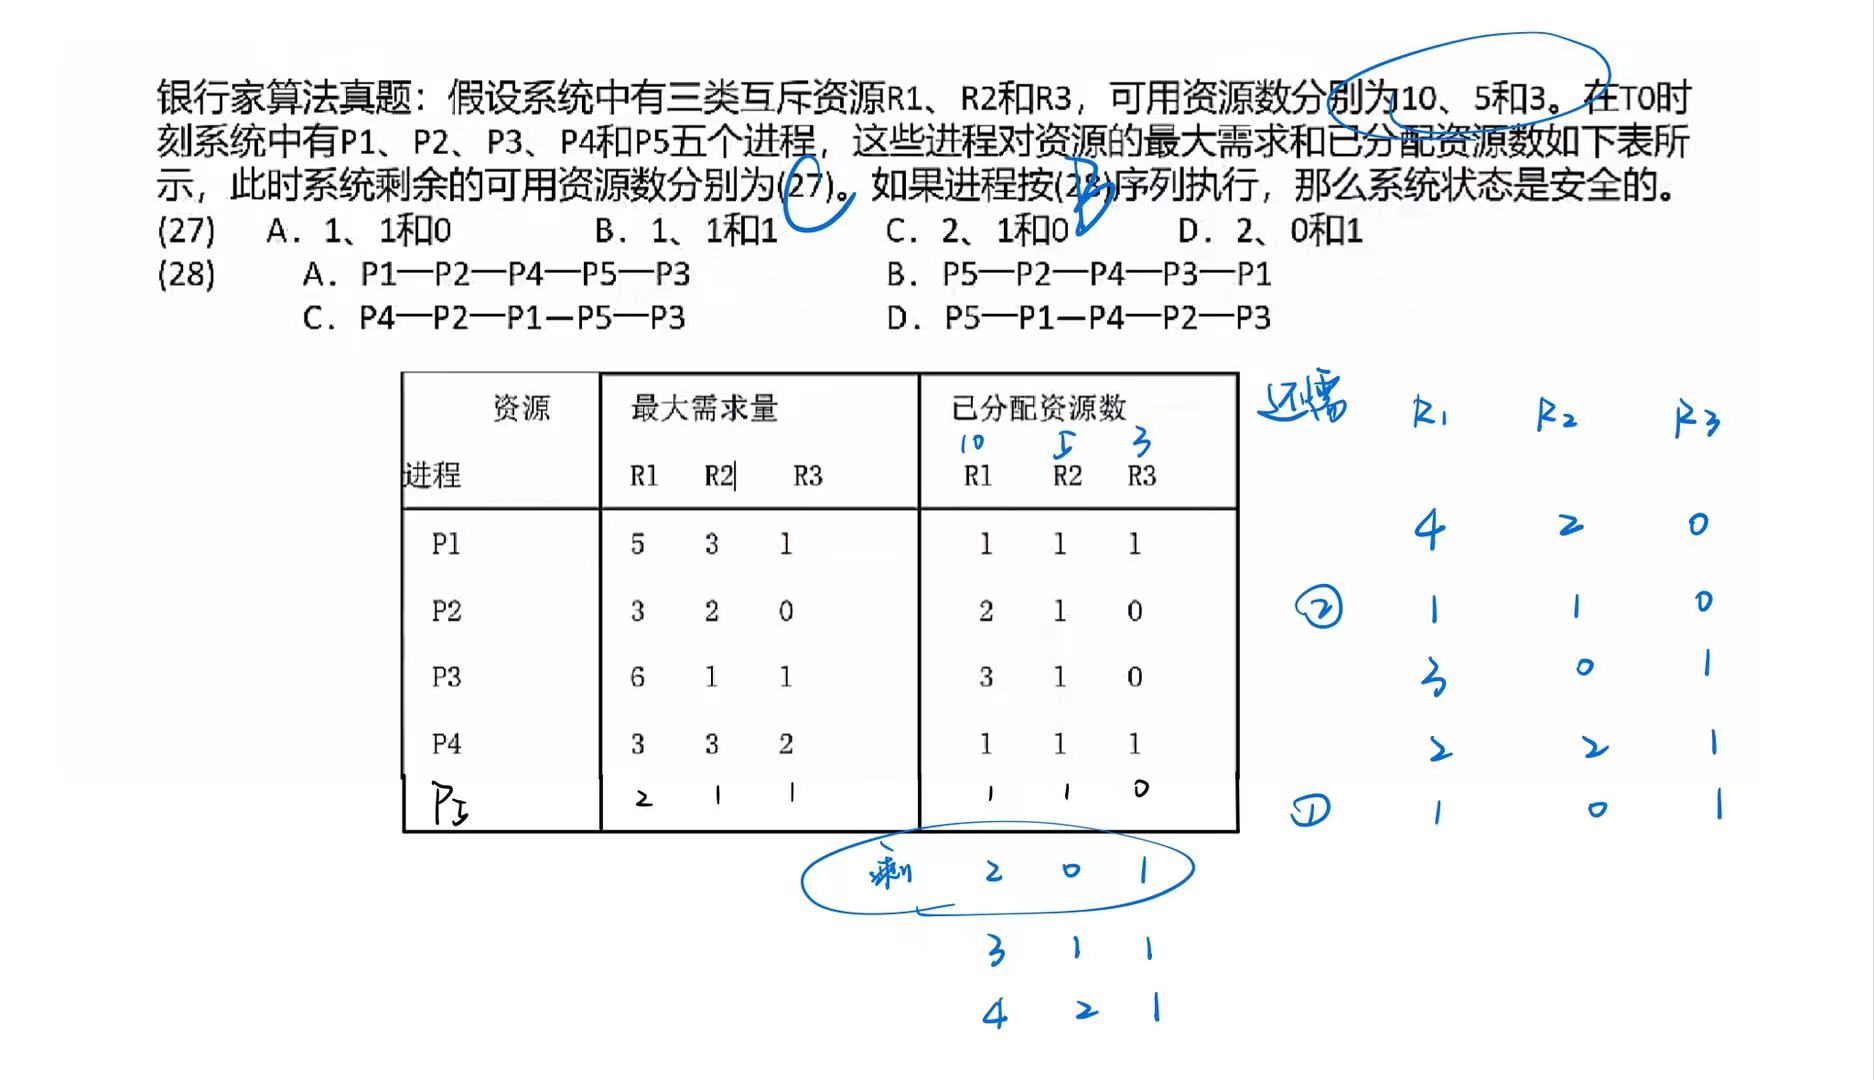 银行家算法真题：假设系统中有三类互斥资源R1、R2和R3，可用资源数分别为10、5和3。在T0时
刻系统中有P1、P2、P3、P4和P5五个进程，这些进程对资源的最大需求和已分配资源数如下表所
示，此时系统剩余的可用资源数分别为(27)。如果进程按(28)序列执行，那么系统状态是安全的。
B
(27) A. 1、1和0 B. 1、1和1 C. 2、1和0 D. 2、0和1
(28) A. P1—P2—P4—P5—P3 B. P5—P2—P4—P3—P1
C. P4—P2—P1—P5—P3 D. P5—P1—P4—P2—P3
资源 最大需求量 已分配资源数 还需 R1 R2 R3
10 5 3
进程 R1 R2 R3 R1 R2 R3
P1 5 3 1 1 1 1 4 2 0
P2 3 2 0 2 1 0 ② 1 1 0
P3 6 1 1 3 1 0 3 0 1
P4 3 3 2 1 1 1 2 2 1
P5 2 1 1 1 1 0 ① 1 0 1
剩 2 0 1
3 1 1
4 2 1